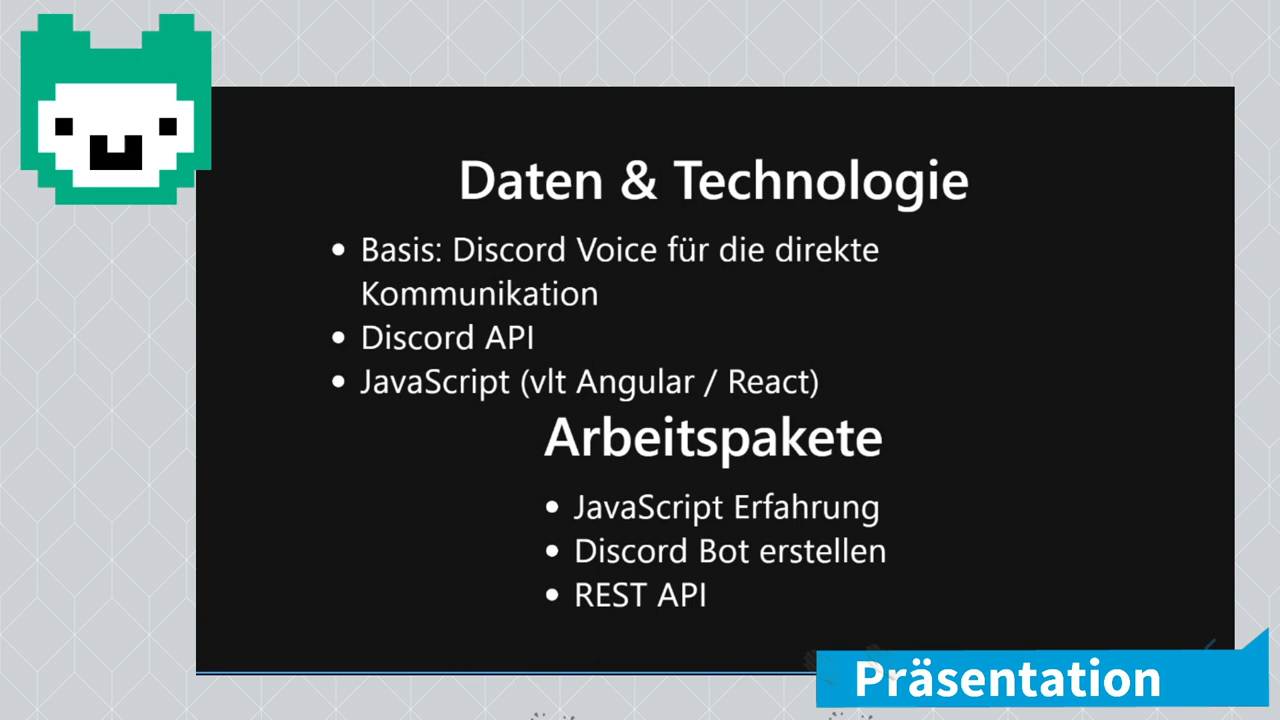 Daten & Technologie
• Basis: Discord Voice für die direkte
Kommunikation
• Discord API
• JavaScript (vlt Angular / React)
Arbeitspakete
• JavaScript Erfahrung
• Discord Bot erstellen
• REST API
Präsentation